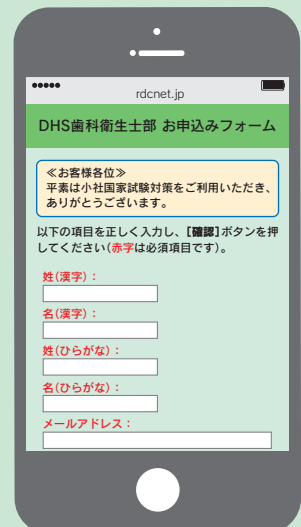 rdcnet.jp
DHS歯科衛生士部 お申込みフォーム
≪お客様各位≫
平素は小社国家試験対策をご利用いただき、
ありがとうございます。
以下の項目を正しく入力し、【確認】ボタンを押
してください(赤字は必須項目です)。
姓(漢字)：
名(漢字)：
姓(ひらがな)：
名(ひらがな)：
メールアドレス：